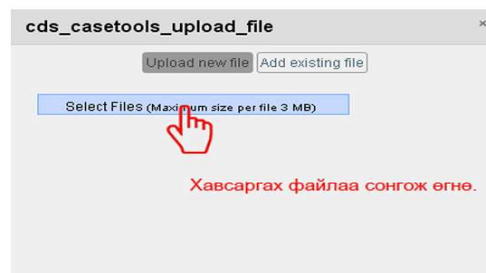 cds_casetools_upload_file ×
Upload new file Add existing file
Select Files (Maximum size per file 3 MB)
Хавсаргах файлаа сонгож өгнө.